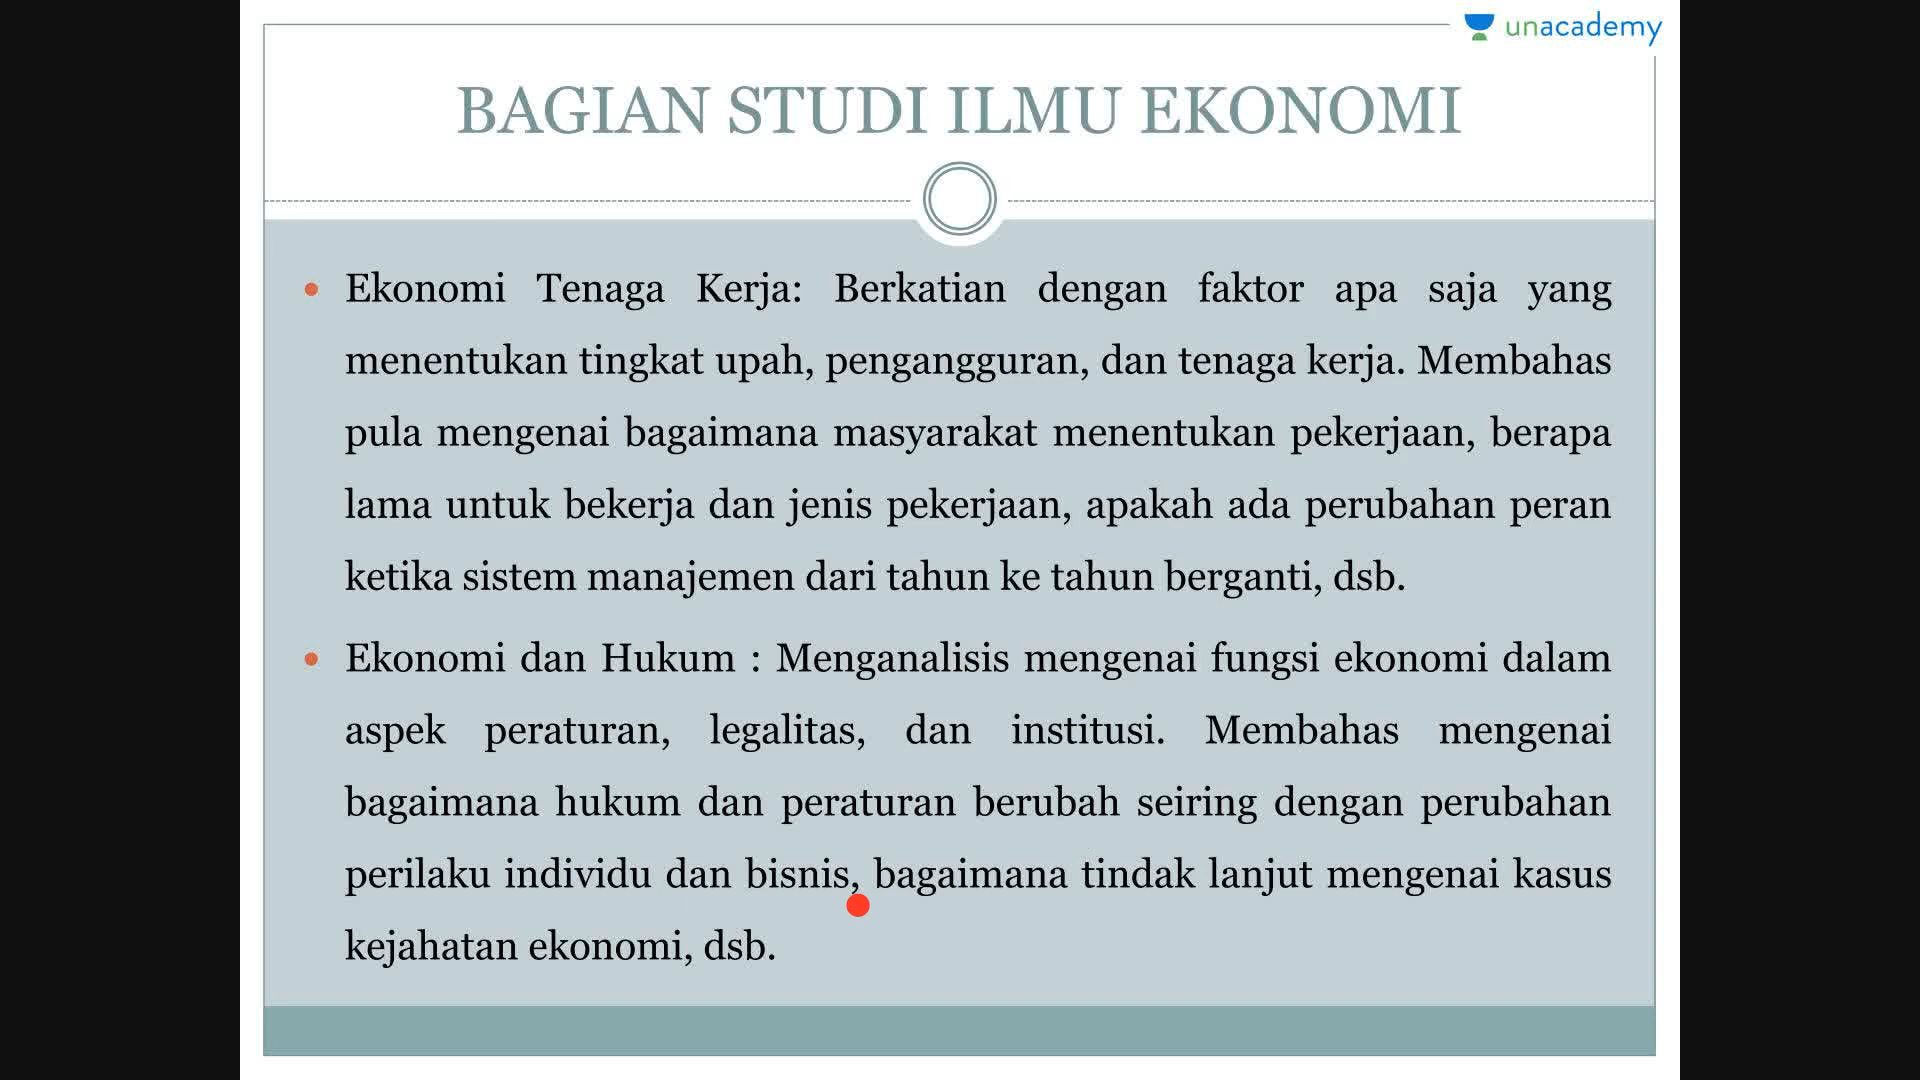 unacademy
BAGIAN STUDI ILMU EKONOMI
Ekonomi Tenaga Kerja: Berkatian dengan faktor apa saja yang
menentukan tingkat upah, pengangguran, dan tenaga kerja. Membahas
pula mengenai bagaimana masyarakat menentukan pekerjaan, berapa
lama untuk bekerja dan jenis pekerjaan, apakah ada perubahan peran
ketika sistem manajemen dari tahun ke tahun berganti, dsb.
Ekonomi dan Hukum : Menganalisis mengenai fungsi ekonomi dalam
aspek peraturan, legalitas, dan institusi. Membahas mengenai
bagaimana hukum dan peraturan berubah seiring dengan perubahan
perilaku individu dan bisnis, bagaimana tindak lanjut mengenai kasus
kejahatan ekonomi, dsb.